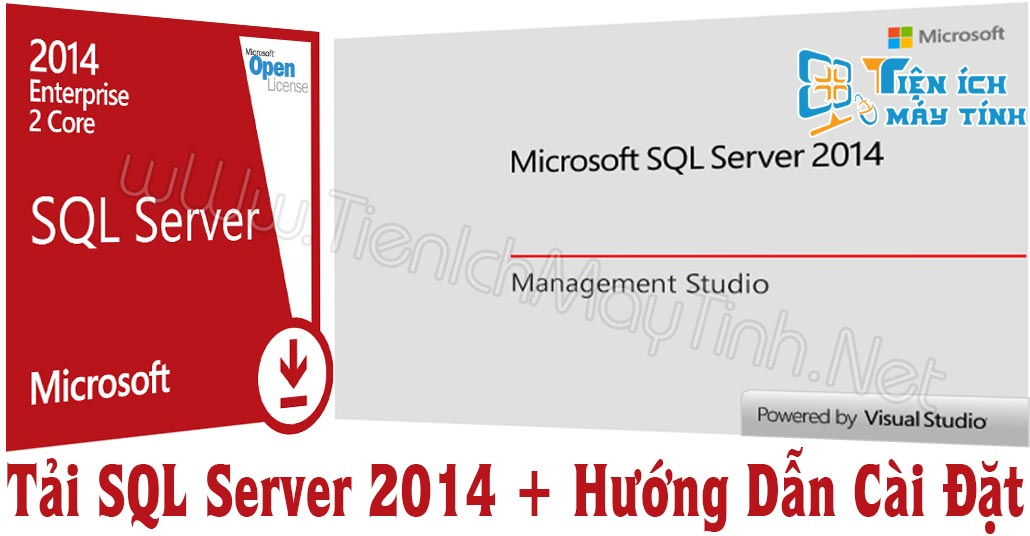 2014
Enterprise
2 Core
Microsoft
Open
License
SQL Server
Microsoft
Microsoft
TIỆN ÍCH
MÁY TÍNH
Microsoft SQL Server 2014
Management Studio
Powered by Visual Studio
wWw.TienIchMayTinh.Net
Tải SQL Server 2014 + Hướng Dẫn Cài Đặt